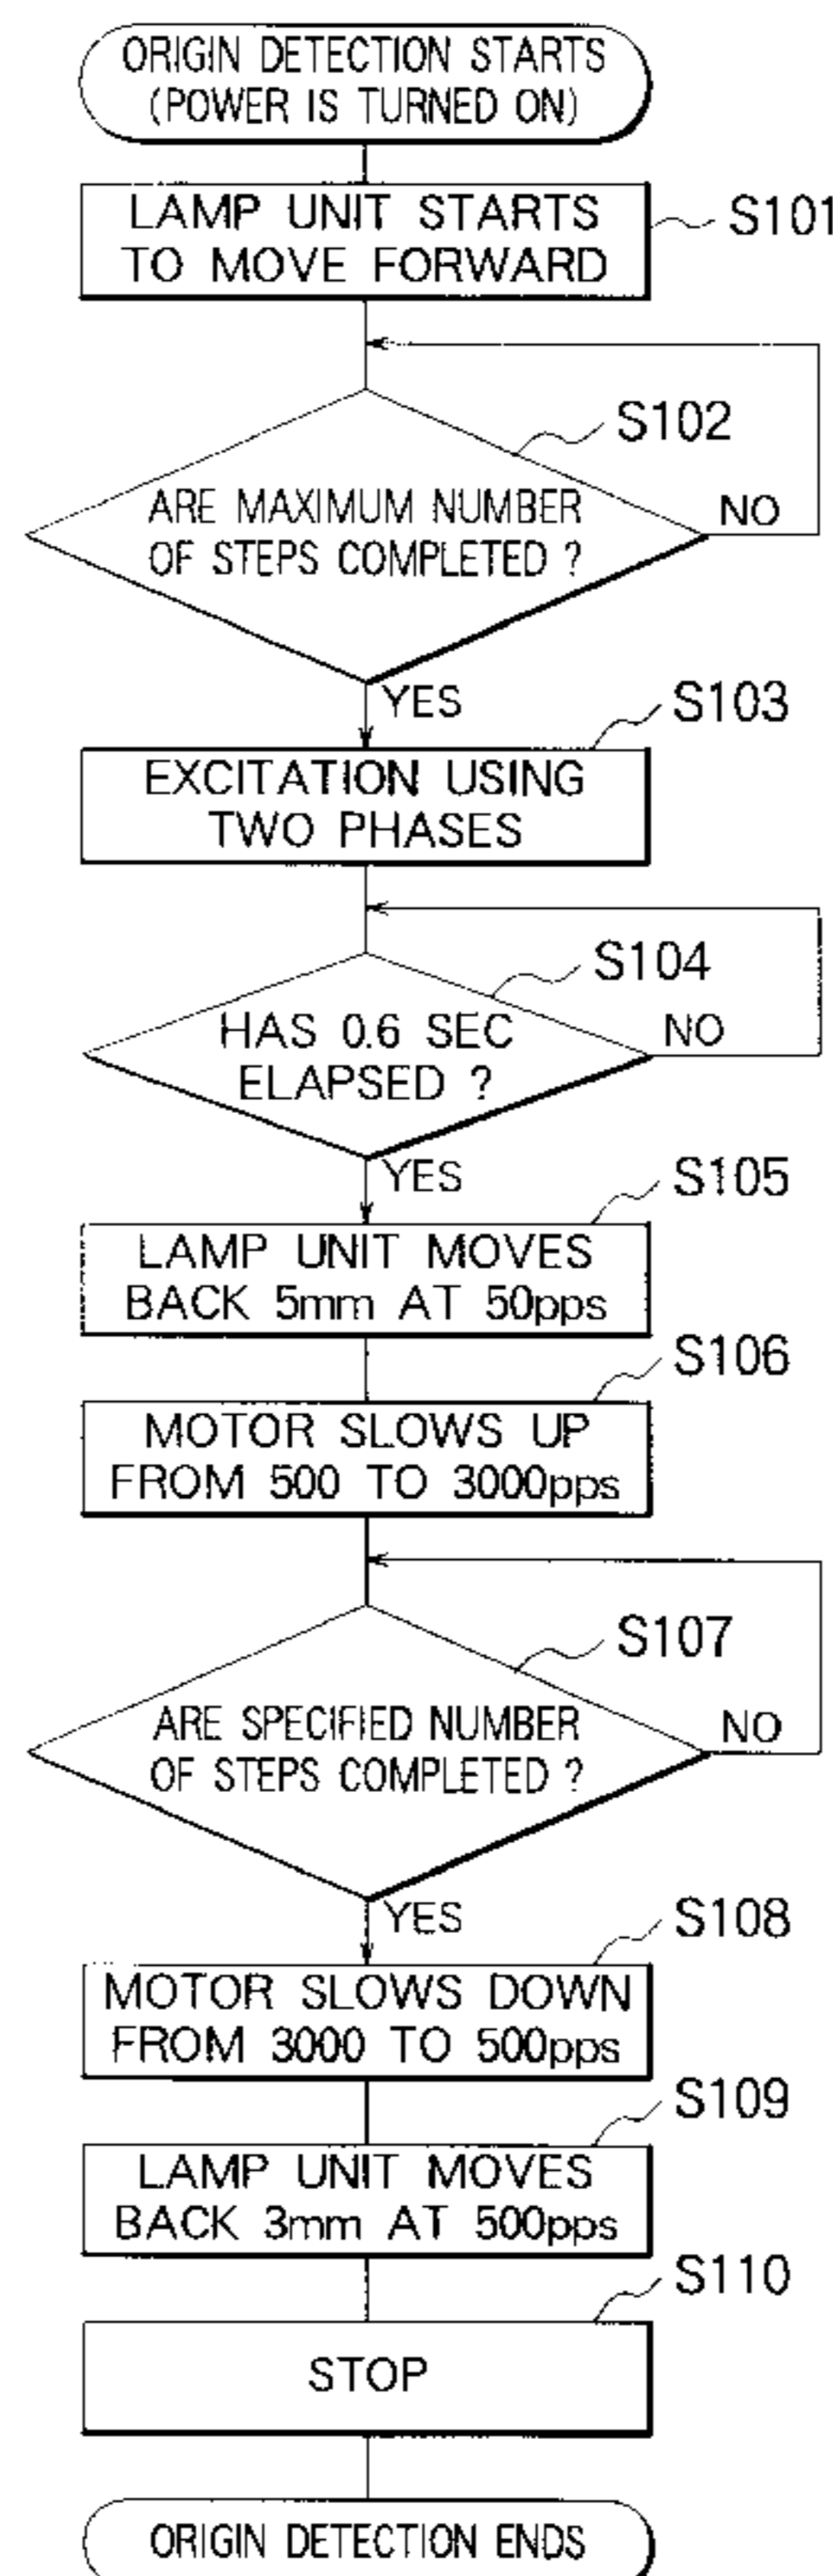 ORIGIN DETECTION STARTS
(POWER IS TURNED ON)
LAMP UNIT STARTS
TO MOVE FORWARD
S101
S102
ARE MAXIMUM NUMBER
OF STEPS COMPLETED ?
NO
YES
S103
EXCITATION USING
TWO PHASES
S104
HAS 0.6 SEC
ELAPSED ?
NO
YES
S105
LAMP UNIT MOVES
BACK 5mm AT 50pps
S106
MOTOR SLOWS UP
FROM 500 TO 3000pps
S107
ARE SPECIFIED NUMBER
OF STEPS COMPLETED ?
NO
YES
S108
MOTOR SLOWS DOWN
FROM 3000 TO 500pps
S109
LAMP UNIT MOVES
BACK 3mm AT 500pps
S110
STOP
ORIGIN DETECTION ENDS